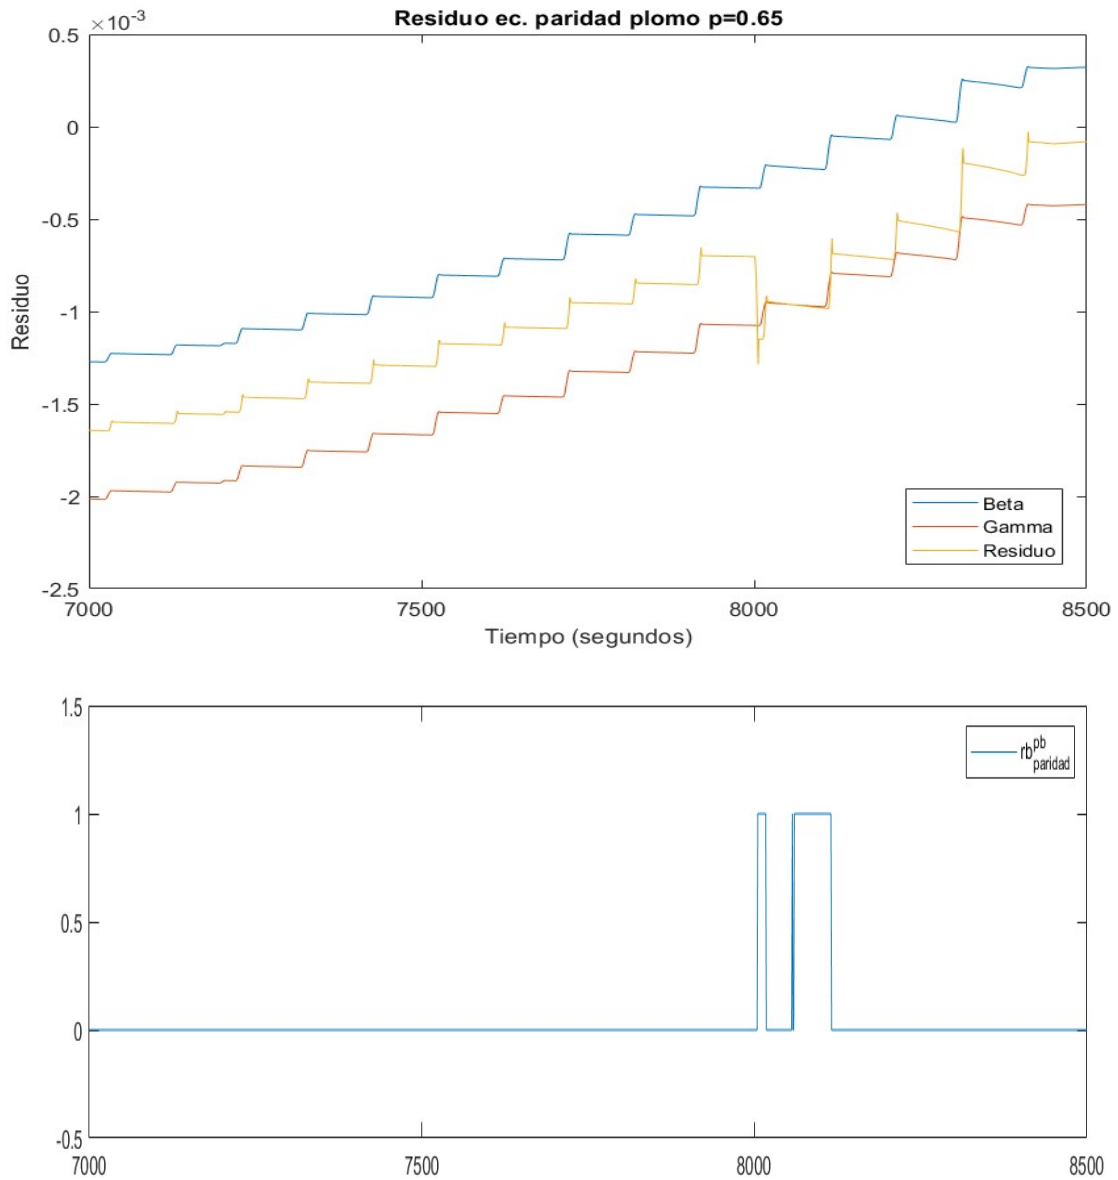 Residuo ec. paridad plomo p=0.65
×10⁻³
0.5
0
-0.5
-1
-1.5
-2
-2.5
Residuo
7000 7500 8000 8500
Tiempo (segundos)
Beta
Gamma
Residuo
1.5
1
0.5
0
-0.5
rb^pb_paridad
7000 7500 8000 8500